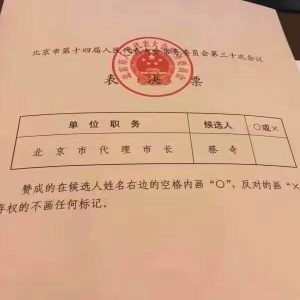 北京市第十四届人民代表大会常务委员会第三十次会议
表 决 票
单 位 职 务 候选人 ○或×
北 京 市 代 理 市 长 蔡 奇
赞成的在候选人姓名右边的空格内画“○”，反对的画“×
弃权的不画任何标记。